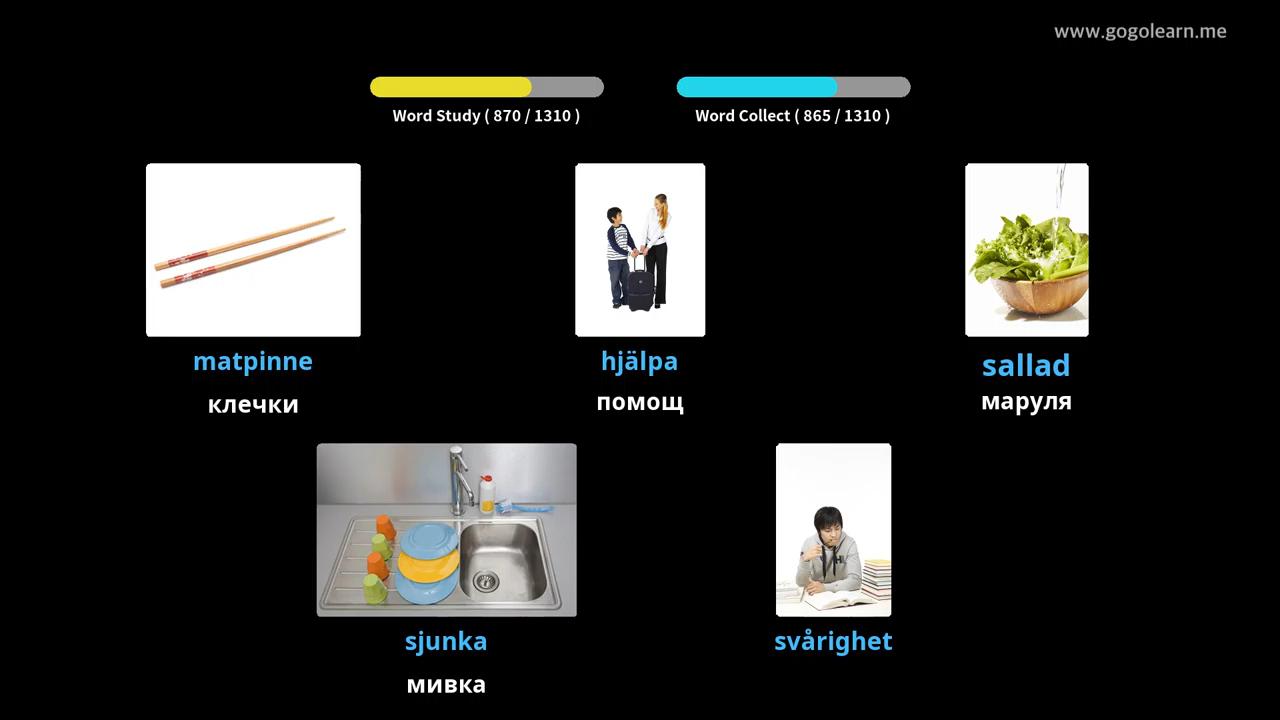 www.gogolearn.me
Word Study ( 870 / 1310 )
Word Collect ( 865 / 1310 )
matpinne
клечки
hjälpa
помощ
sallad
маруля
sjunka
мивка
svårighet